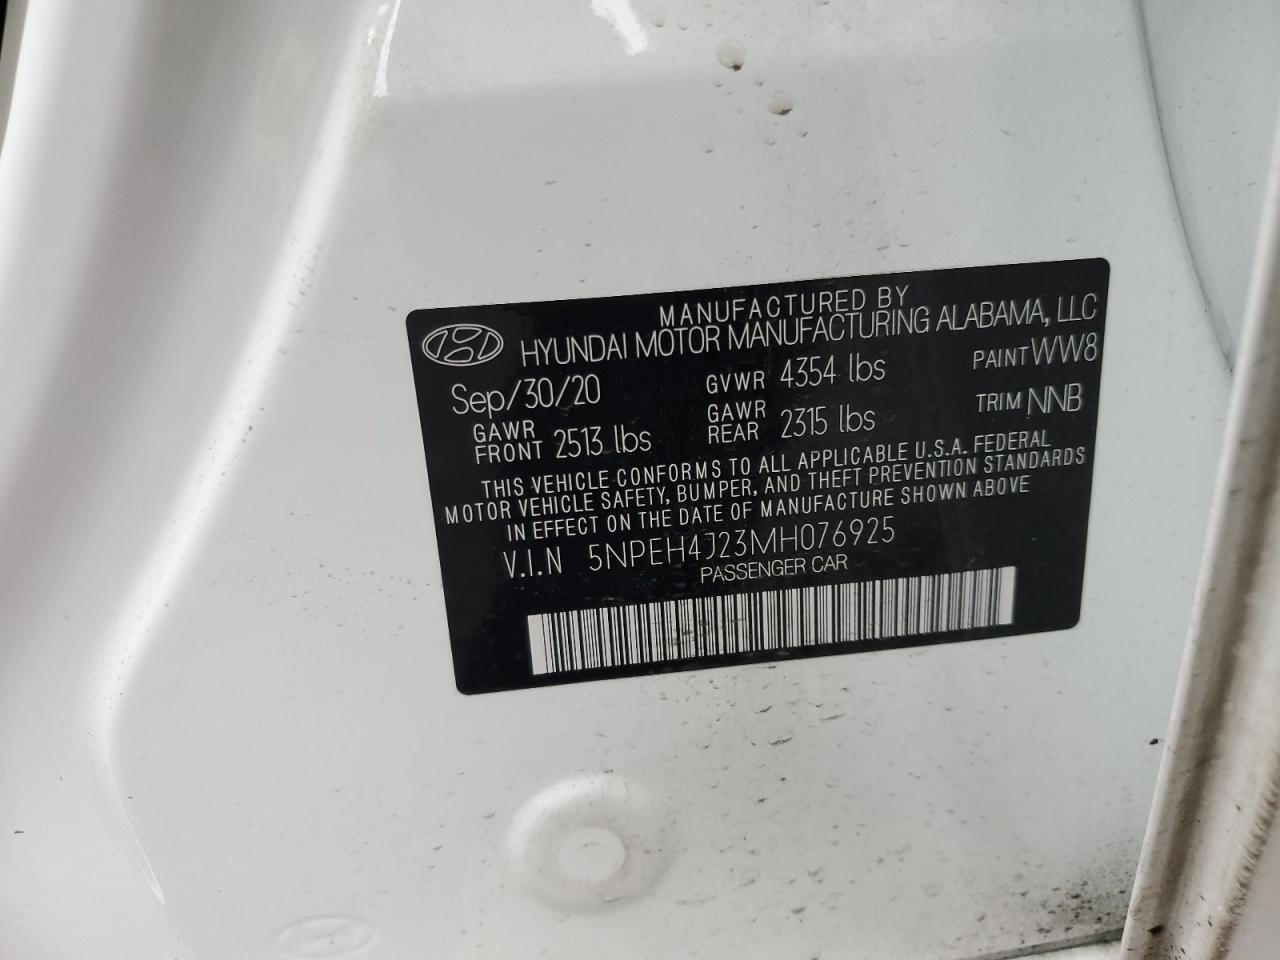 MANUFACTURED BY
HYUNDAI MOTOR MANUFACTURING ALABAMA, LLC
Sep/30/20 GVWR 4354 lbs PAINT WW8
GAWR FRONT 2513 lbs GAWR REAR 2315 lbs TRIM NNB
THIS VEHICLE CONFORMS TO ALL APPLICABLE U.S.A. FEDERAL
MOTOR VEHICLE SAFETY, BUMPER, AND THEFT PREVENTION STANDARDS
IN EFFECT ON THE DATE OF MANUFACTURE SHOWN ABOVE
V.I.N 5NPEH4J23MH076925
PASSENGER CAR